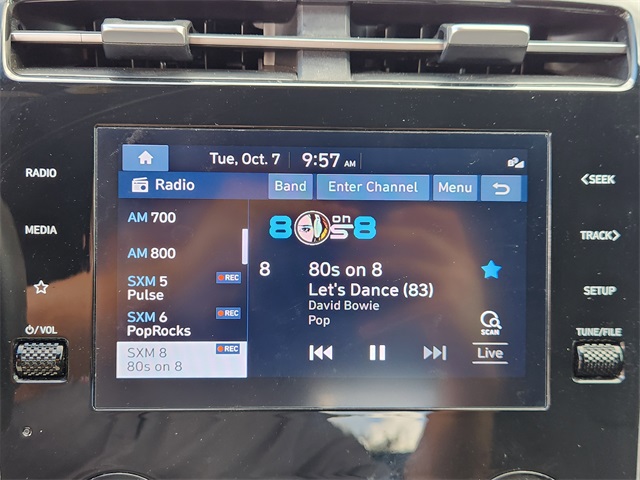 Tue, Oct. 7 9:57 AM
Radio Band Enter Channel Menu
AM 700
AM 800
SXM 5 REC
Pulse
SXM 6 REC
PopRocks
SXM 8 REC
80s on 8
8 on 8s
8 80s on 8
Let's Dance (83)
David Bowie
Pop
SCAN
Live
RADIO
MEDIA
/VOL
<SEEK
TRACK>
SETUP
TUNE/FILE